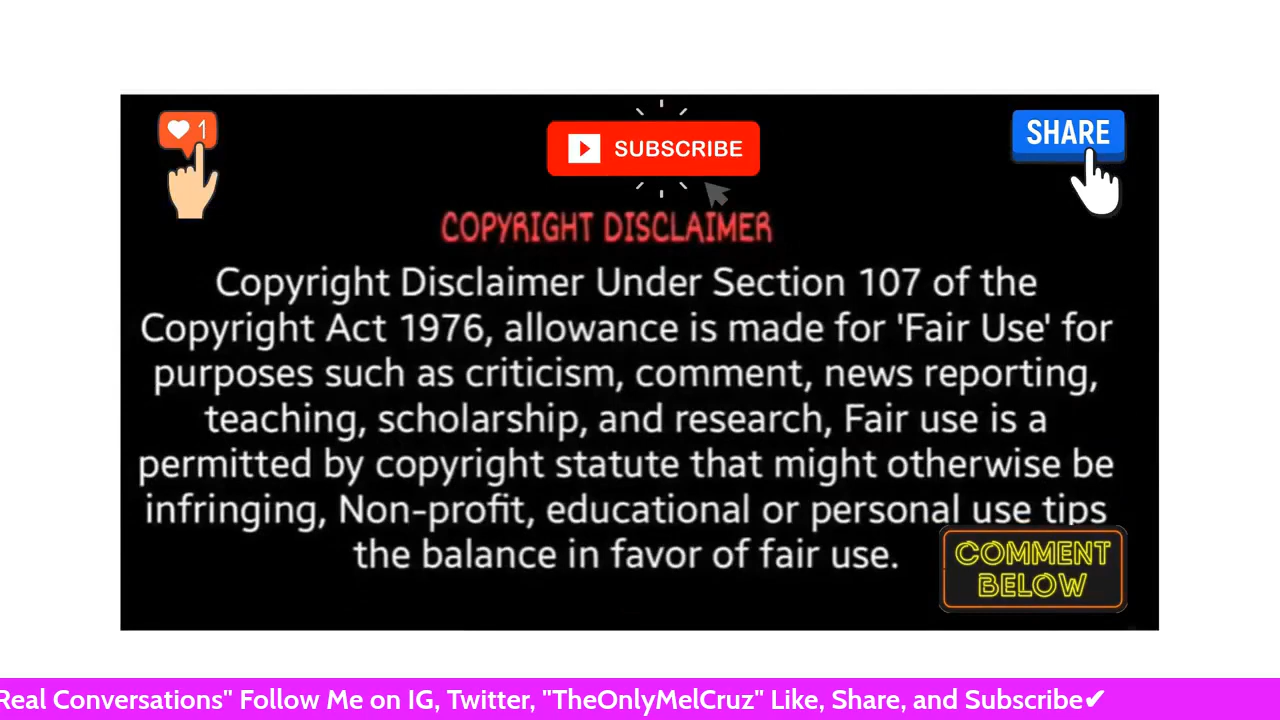 1
SUBSCRIBE
SHARE
COPYRIGHT DISCLAIMER
Copyright Disclaimer Under Section 107 of the
Copyright Act 1976, allowance is made for 'Fair Use' for
purposes such as criticism, comment, news reporting,
teaching, scholarship, and research, Fair use is a
permitted by copyright statute that might otherwise be
infringing, Non-profit, educational or personal use tips
the balance in favor of fair use.
COMMENT
BELOW
Real Conversations" Follow Me on IG, Twitter, "TheOnlyMelCruz" Like, Share, and Subscribe✔